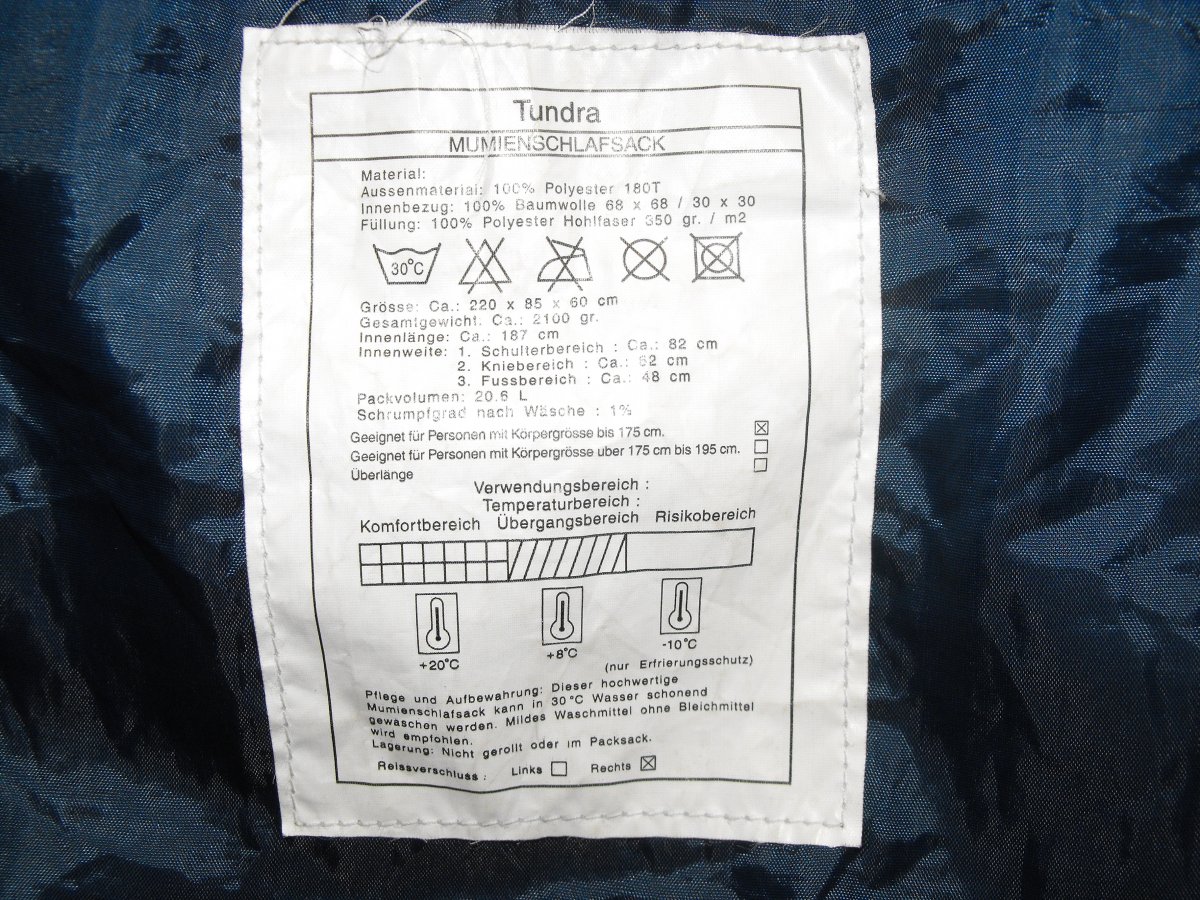 Tundra
MUMIENSCHLAFSACK
Material:
Aussenmaterial: 100% Polyester 180T
Innenbezug: 100% Baumwolle 68 x 68 / 30 x 30
Füllung: 100% Polyester Hohlfaser 350 gr. / m2
30°C
Grösse: Ca.: 220 x 85 x 60 cm
Gesamtgewicht: Ca.: 2100 gr.
Innenlänge: Ca.: 187 cm
Innenweite: 1. Schulterbereich : Ca.: 82 cm
2. Kniebereich : Ca.: 62 cm
3. Fussbereich : Ca.: 48 cm
Packvolumen: 20.6 L
Schrumpfgrad nach Wäsche : 1%
Geeignet für Personen mit Körpergrösse bis 175 cm.
Geeignet für Personen mit Körpergrösse uber 175 cm bis 195 cm.
Überlänge
Verwendungsbereich :
Temperaturbereich :
Komfortbereich Übergangsbereich Risikobereich
+20°C +8°C -10°C
(nur Erfrierungsschutz)
Pflege und Aufbewahrung: Dieser hochwertige
Mumienschlafsack kann in 30°C Wasser schonend
gewaschen werden. Mildes Waschmittel ohne Bleichmittel
wird empfohlen.
Lagerung: Nicht gerollt oder im Packsack.
Reissverschluss : Links Rechts